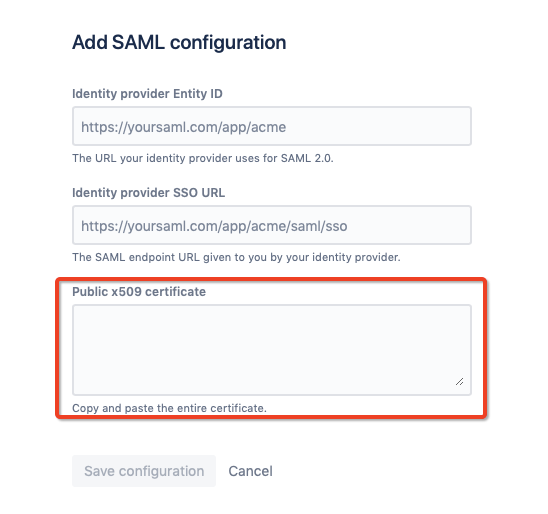 Add SAML configuration
Identity provider Entity ID
https://yoursaml.com/app/acme
The URL your identity provider uses for SAML 2.0.
Identity provider SSO URL
https://yoursaml.com/app/acme/saml/sso
The SAML endpoint URL given to you by your identity provider.
Public x509 certificate
Copy and paste the entire certificate.
Save configuration Cancel